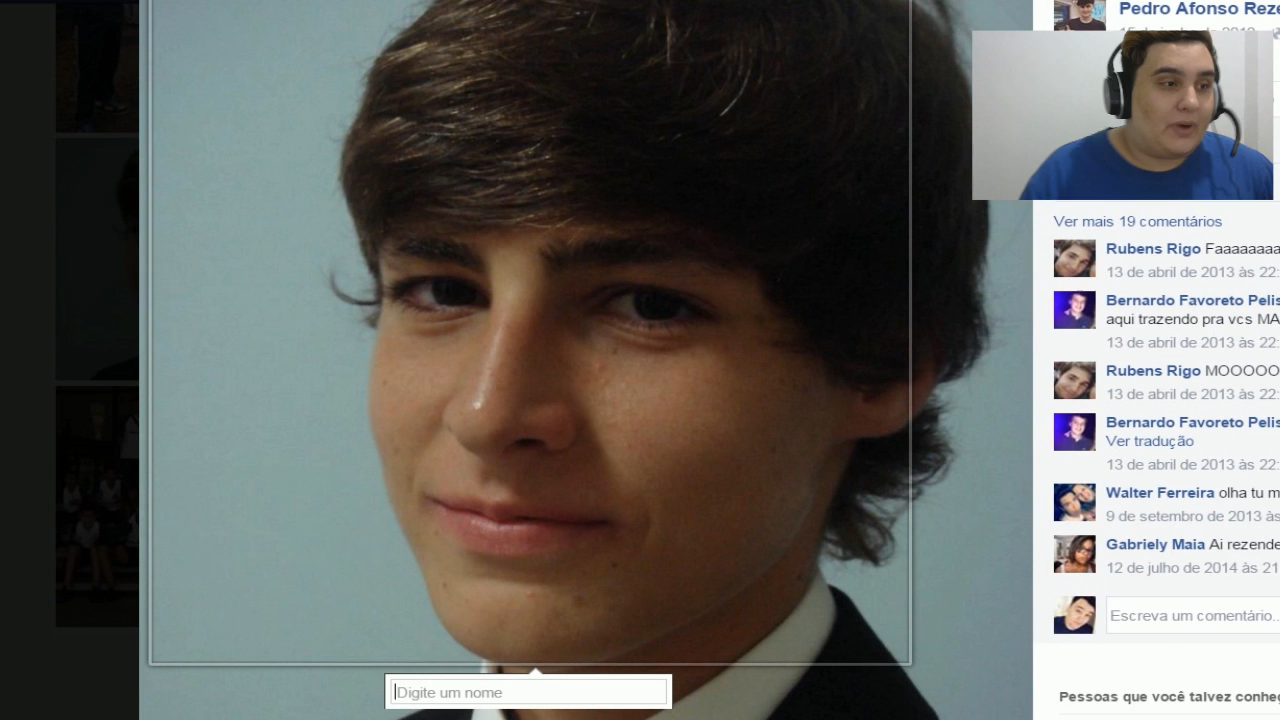 Pedro Afonso Reze
Ver mais 19 comentários
Rubens Rigo Faaaaaaaa
13 de abril de 2013 às 22:
Bernardo Favoreto Pelis
aqui trazendo pra vcs MA
13 de abril de 2013 às 22:
Rubens Rigo MOOOOO
13 de abril de 2013 às 22:
Bernardo Favoreto Pelis
Ver tradução
13 de abril de 2013 às 22:
Walter Ferreira olha tu m
9 de setembro de 2013 às
Gabriely Maia Ai rezende
12 de julho de 2014 às 21
Escreva um comentário...
Digite um nome
Pessoas que você talvez conheç